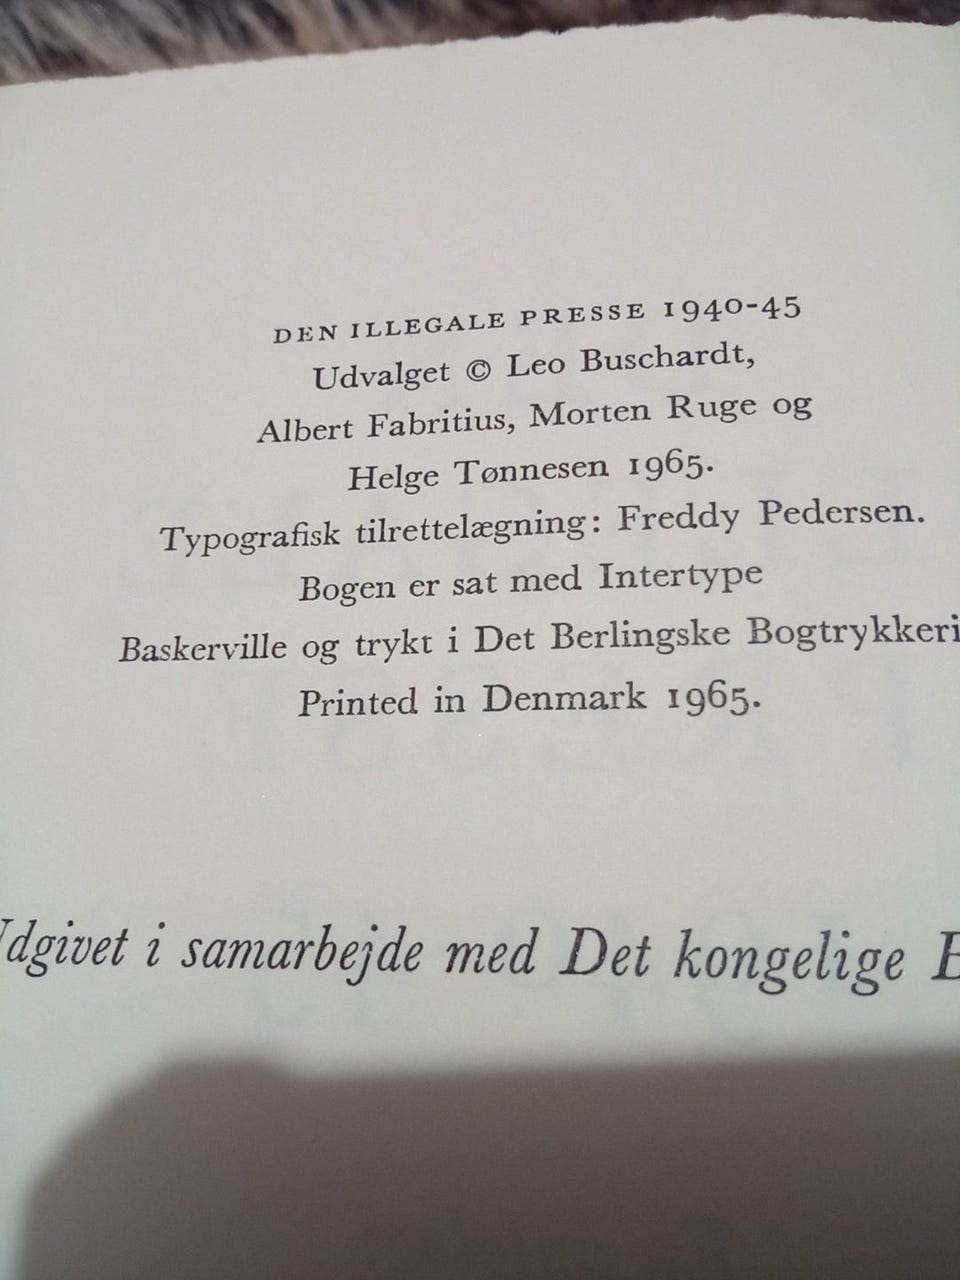 DEN ILLEGALE PRESSE 1940-45
Udvalget © Leo Buschardt,
Albert Fabritius, Morten Ruge og
Helge Tønnesen 1965.
Typografisk tilrettelægning: Freddy Pedersen.
Bogen er sat med Intertype
Baskerville og trykt i Det Berlingske Bogtrykkeri
Printed in Denmark 1965.
Udgivet i samarbejde med Det kongelige